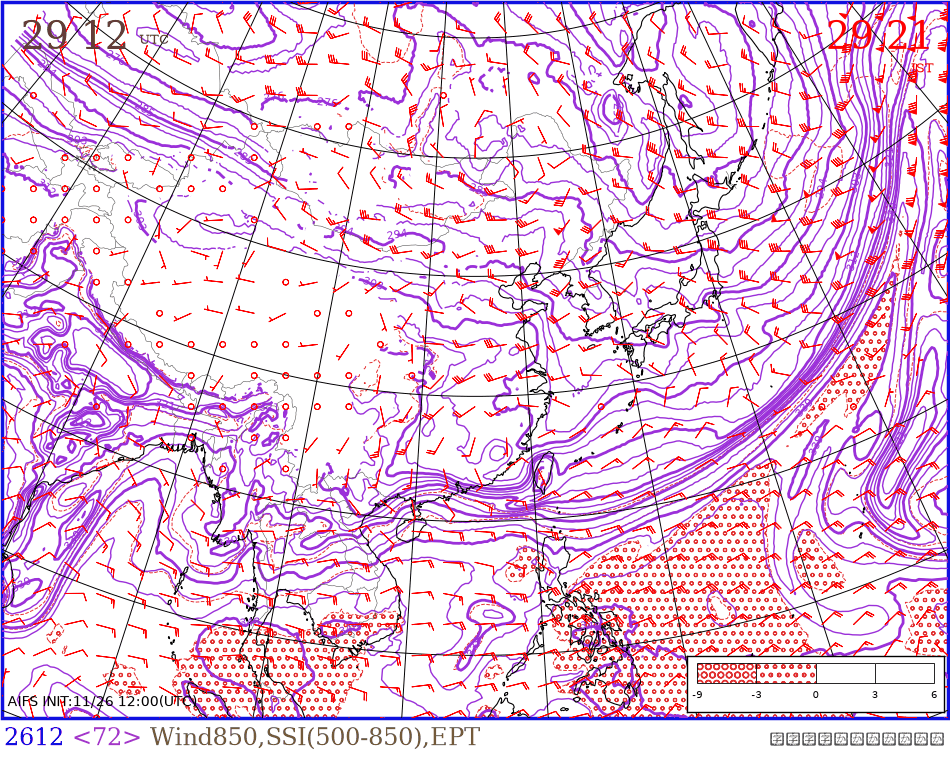 29 12 UTC
29 21 JST
294
AIFS INIT:11/26 12:00(UTC)
-9 -3 0 3 6
2612 <72> Wind850,SSI(500-850),EPT